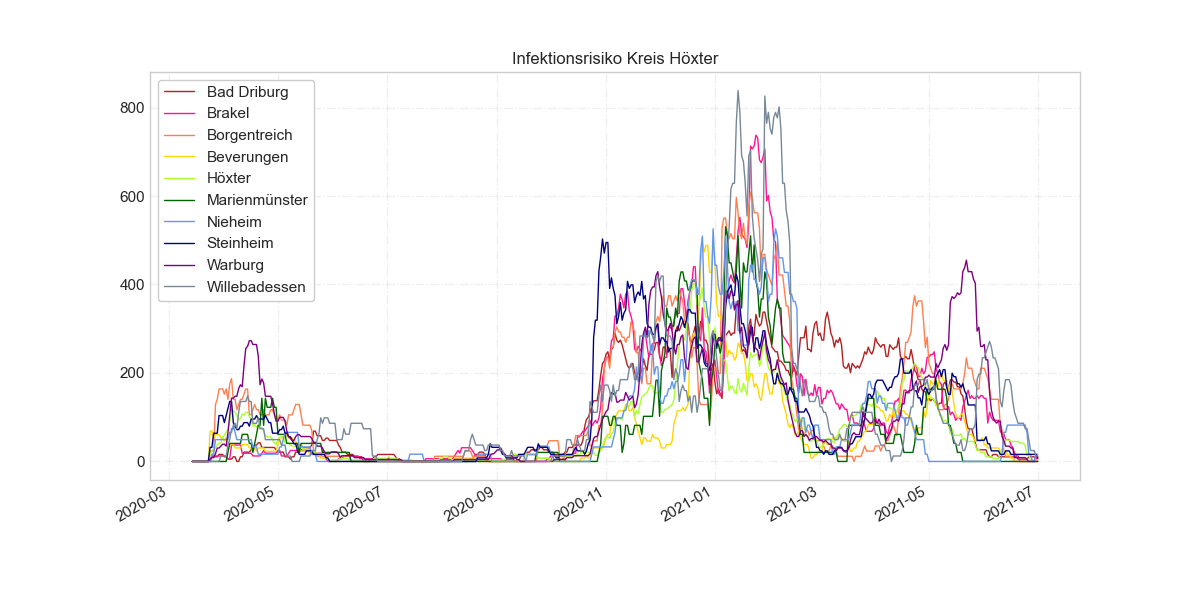 Infektionsrisiko Kreis Höxter
Bad Driburg
Brakel
Borgentreich
Beverungen
Höxter
Marienmünster
Nieheim
Steinheim
Warburg
Willebadessen
800
600
400
200
0
2020-03
2020-05
2020-07
2020-09
2020-11
2021-01
2021-03
2021-05
2021-07